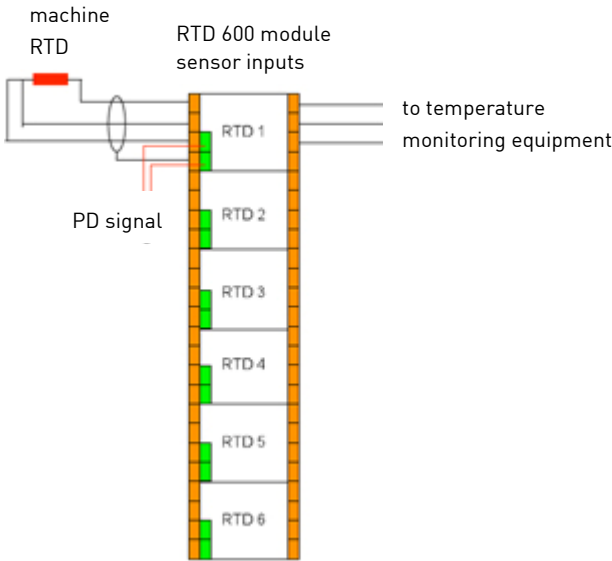 machine
RTD
RTD 600 module
sensor inputs
to temperature
monitoring equipment
RTD 1
PD signal
RTD 2
RTD 3
RTD 4
RTD 5
RTD 6